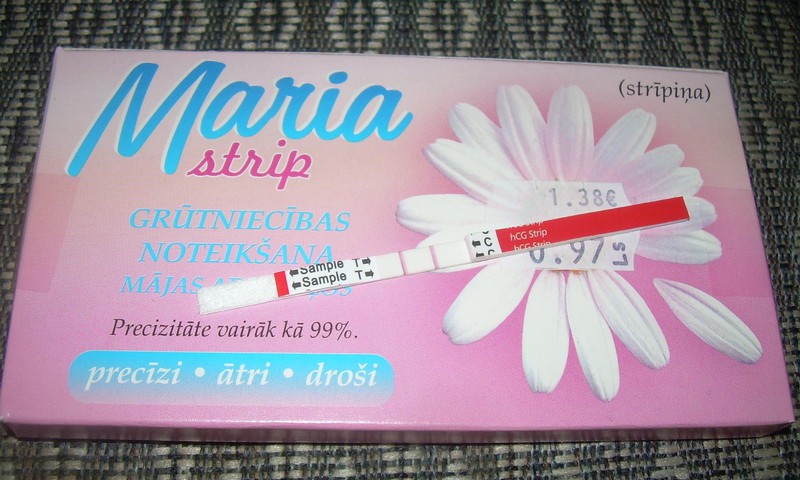 Maria
strip
(strīpiņa)
GRŪTNIECĪBAS
NOTEIKŠANA
MĀJAS
Precizitāte vairāk kā 99%.
precīzi • ātri • droši
1.38€
0.97 Ls
C hCG Strip
C hCG Strip
Sample T
Sample T